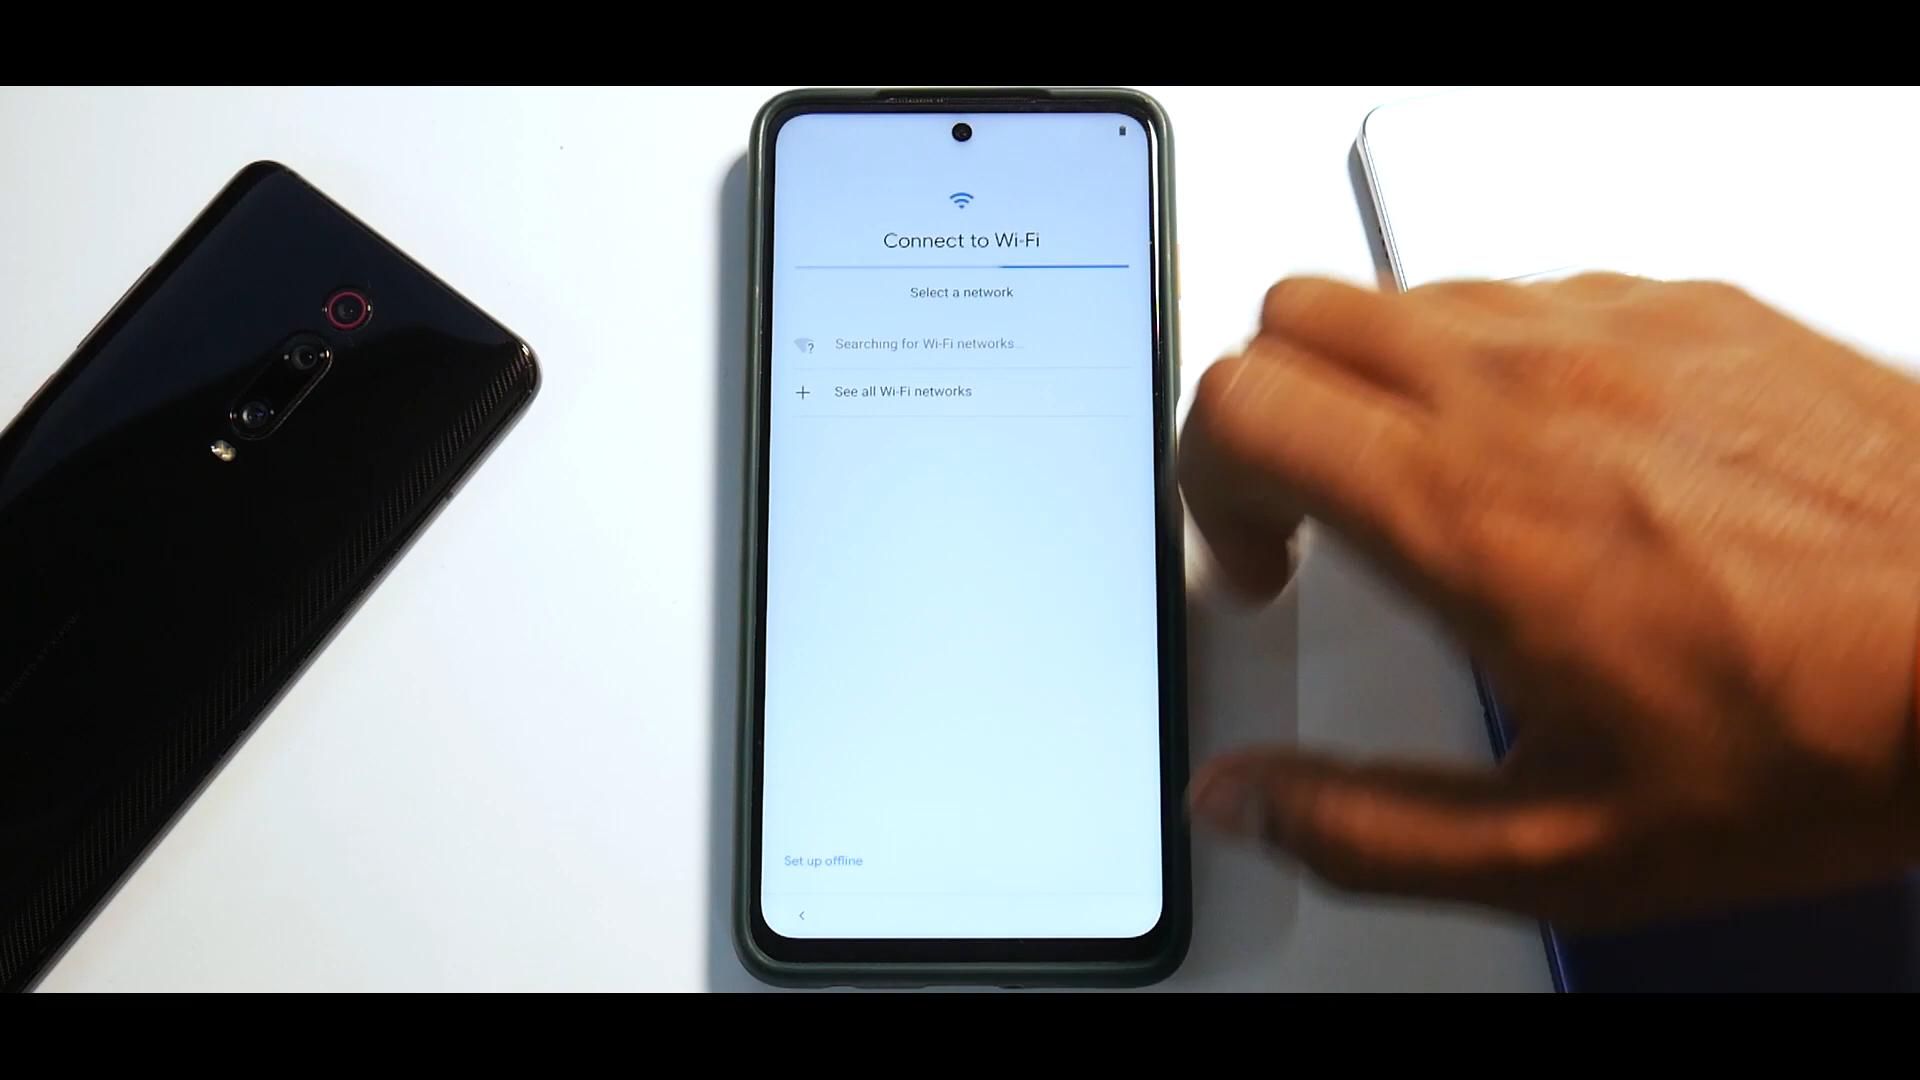 Connect to Wi-Fi
Select a network
Searching for Wi-Fi networks...
See all Wi-Fi networks
Set up offline